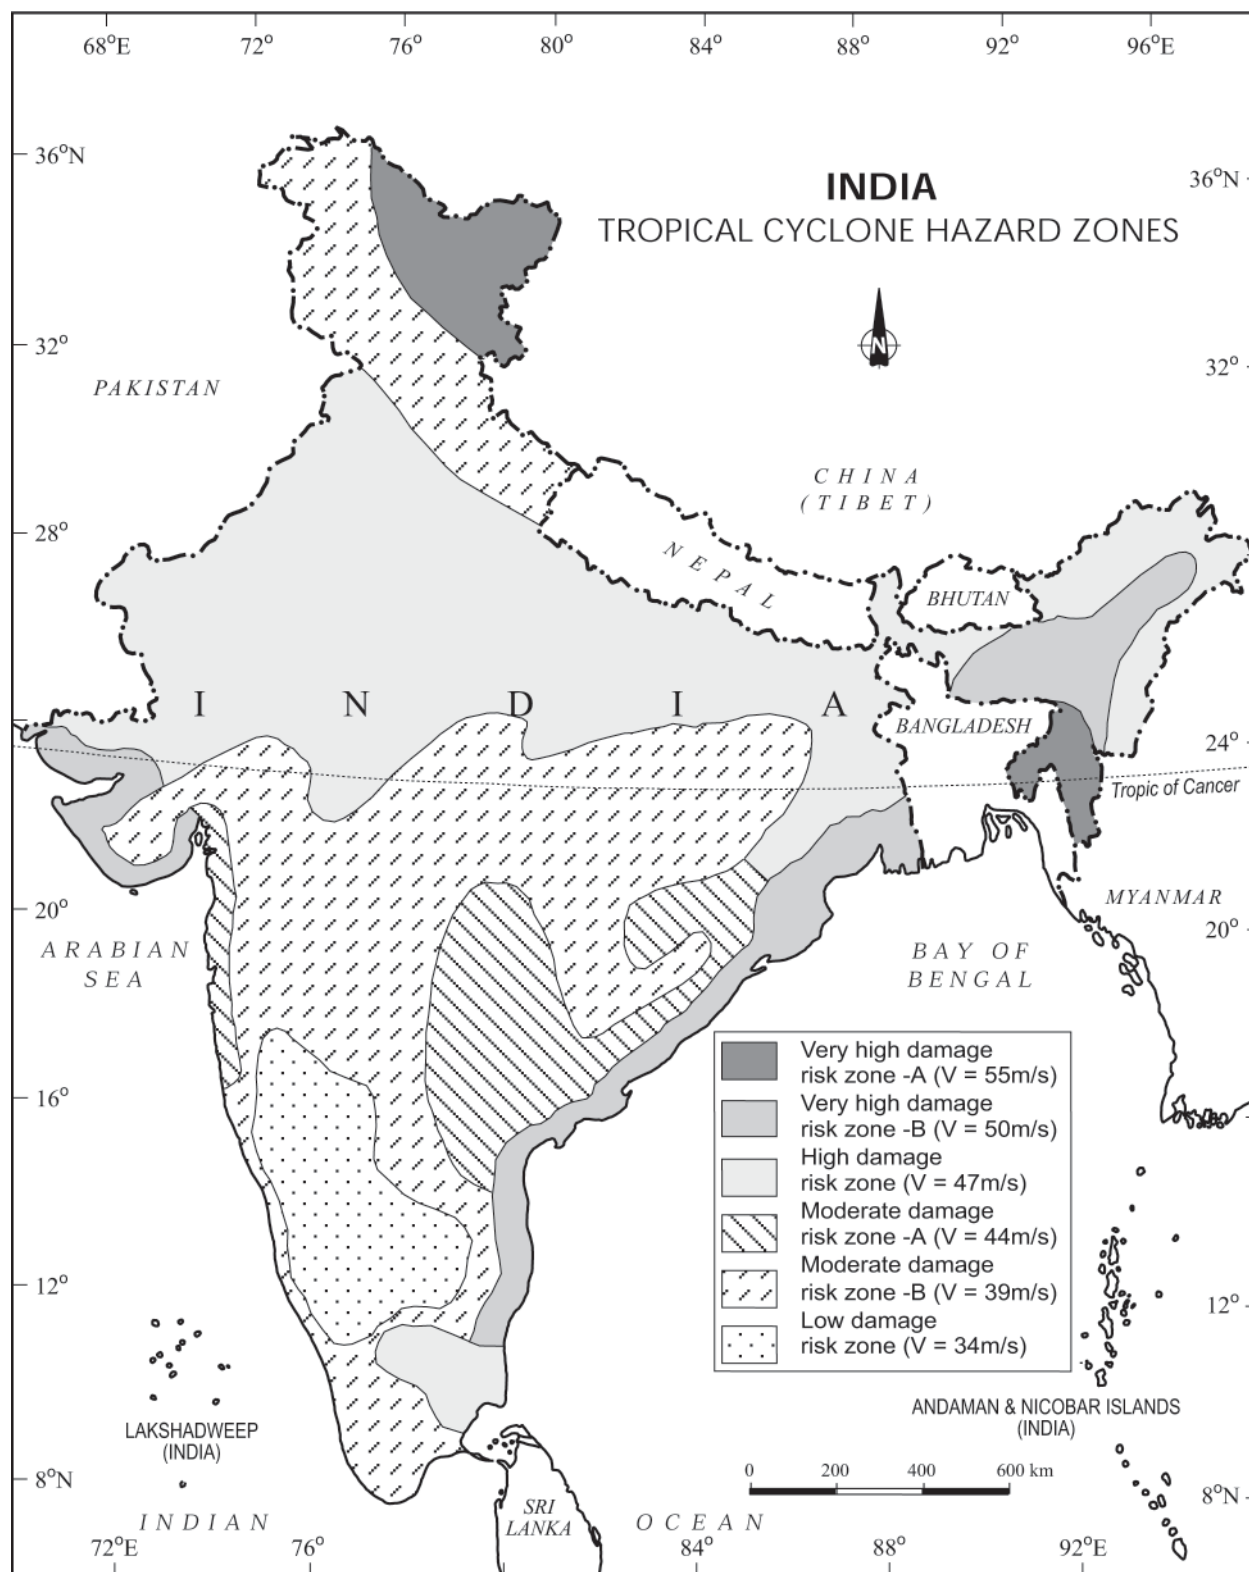 68°E 72° 76° 80° 84° 88° 92° 96°E
36°N
36°N
INDIA
TROPICAL CYCLONE HAZARD ZONES
N
32°
32°
PAKISTAN
CHINA
(TIBET)
28°
NEPAL
BHUTAN
I N D I A
BANGLADESH
24°
Tropic of Cancer
MYANMAR
20°
20°
ARABIAN
SEA
BAY OF
BENGAL
Very high damage
risk zone -A (V = 55m/s)
Very high damage
risk zone -B (V = 50m/s)
High damage
risk zone (V = 47m/s)
Moderate damage
risk zone -A (V = 44m/s)
Moderate damage
risk zone -B (V = 39m/s)
Low damage
risk zone (V = 34m/s)
16°
12°
12°
LAKSHADWEEP
(INDIA)
ANDAMAN & NICOBAR ISLANDS
(INDIA)
0 200 400 600 km
8°N
8°N
SRI
LANKA
INDIAN OCEAN
72°E 76° 84° 88° 92°E